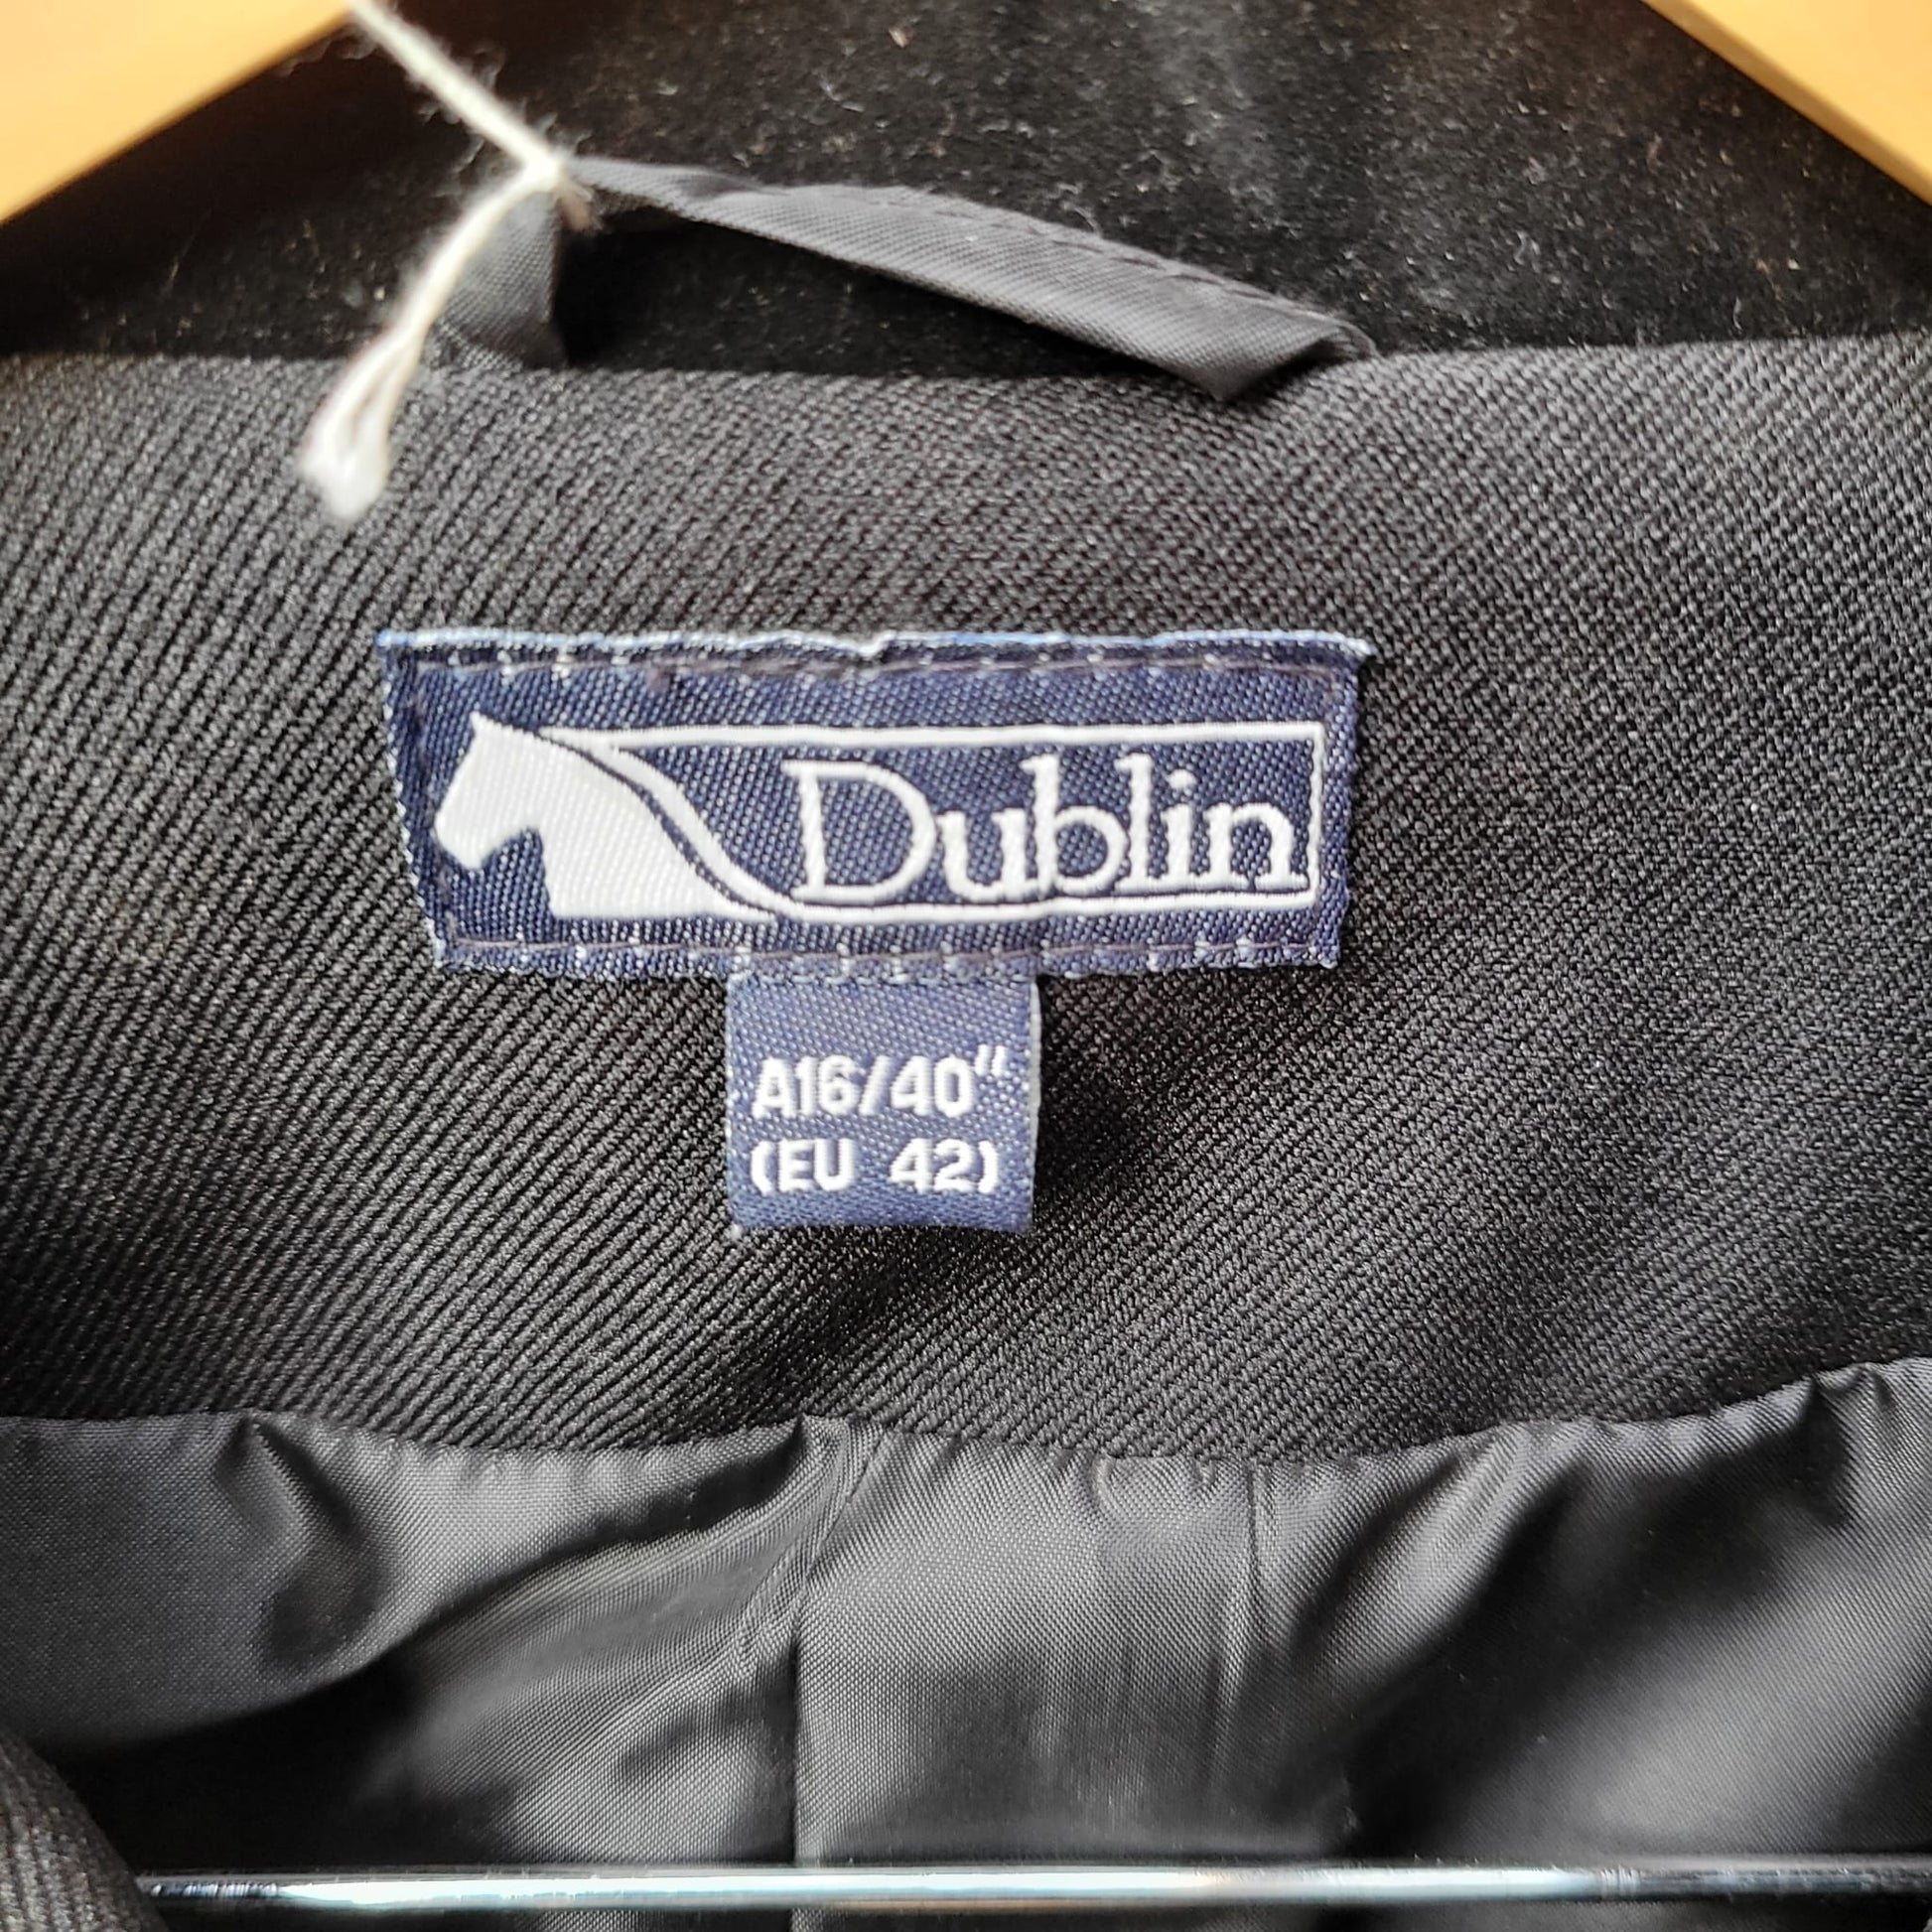 Dublin
A16/40"
(EU 42)